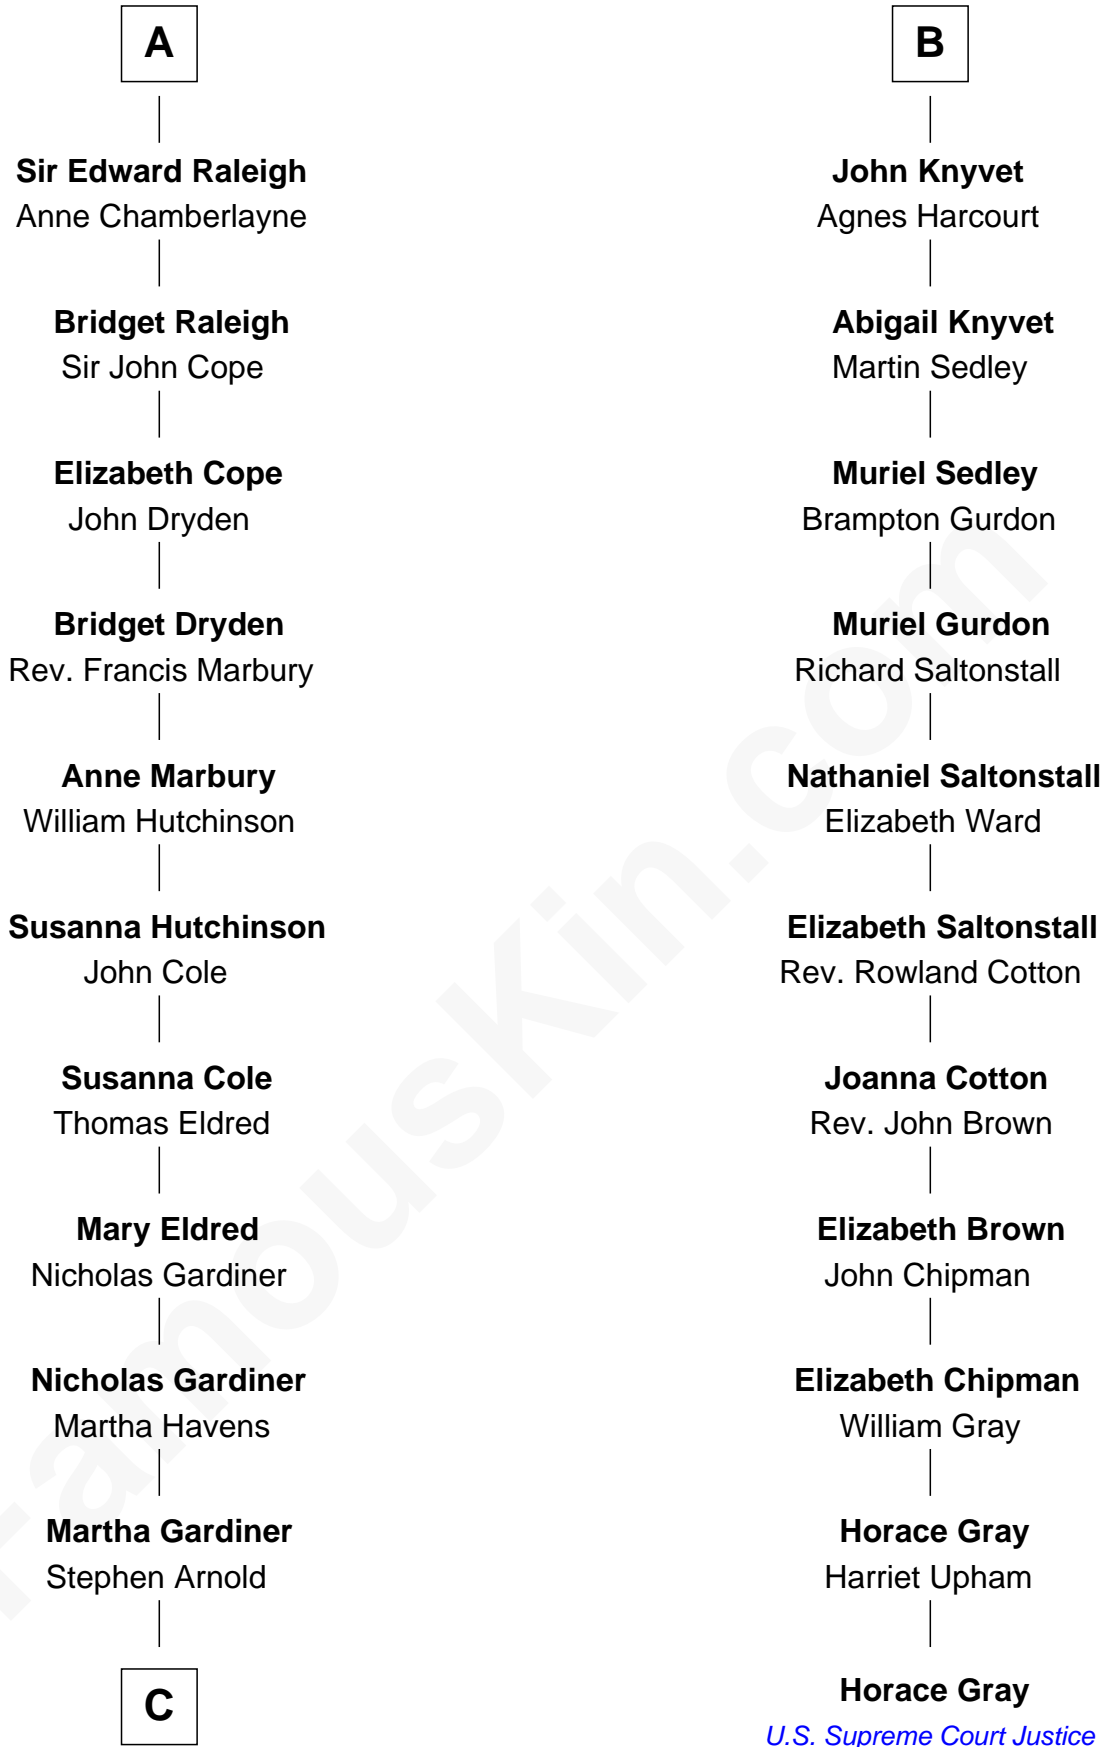 A
Sir Edward Raleigh
Anne Chamberlayne
Bridget Raleigh
Sir John Cope
Elizabeth Cope
John Dryden
Bridget Dryden
Rev. Francis Marbury
Anne Marbury
William Hutchinson
Susanna Hutchinson
John Cole
Susanna Cole
Thomas Eldred
Mary Eldred
Nicholas Gardiner
Nicholas Gardiner
Martha Havens
Martha Gardiner
Stephen Arnold
C
B
John Knyvet
Agnes Harcourt
Abigail Knyvet
Martin Sedley
Muriel Sedley
Brampton Gurdon
Muriel Gurdon
Richard Saltonstall
Nathaniel Saltonstall
Elizabeth Ward
Elizabeth Saltonstall
Rev. Rowland Cotton
Joanna Cotton
Rev. John Brown
Elizabeth Brown
John Chipman
Elizabeth Chipman
William Gray
Horace Gray
Harriet Upham
Horace Gray
U.S. Supreme Court Justice
FamousKin.com